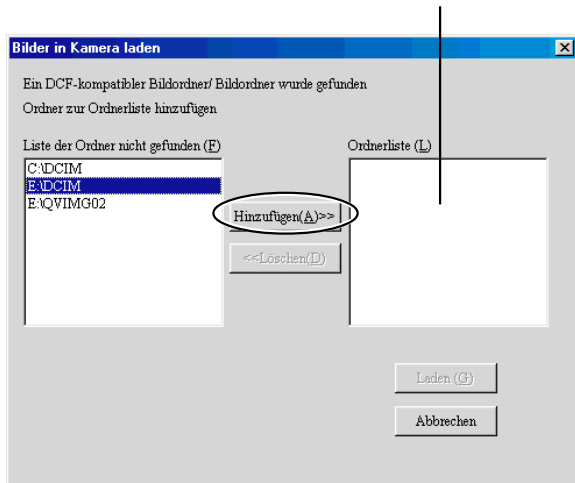 Bilder in Kamera laden
Ein DCF-kompatibler Bildordner/ Bildordner wurde gefunden
Ordner zur Ordnerliste hinzufügen
Liste der Ordner nicht gefunden (F)
Ordnerliste (L)
C:\DCIM
E:\DCIM
E:\QVIMG02
Hinzufügen(A)>>
<<Löschen(D)
Laden (G)
Abbrechen